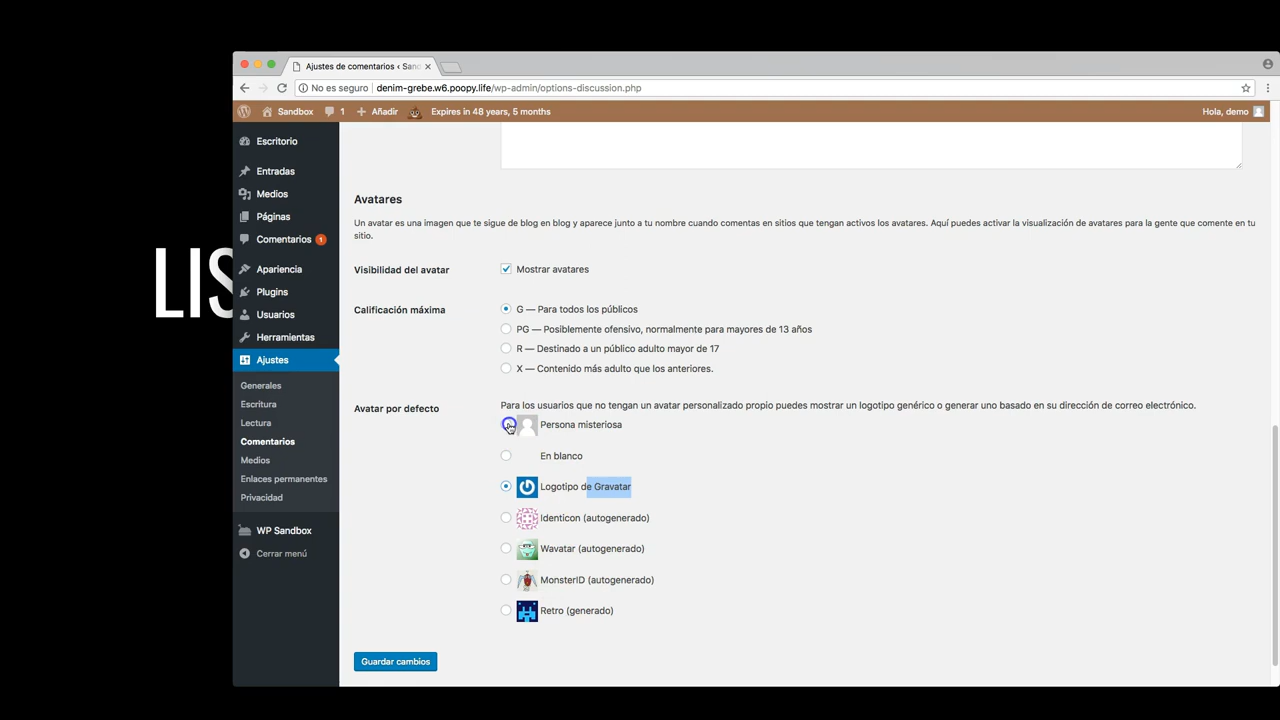 Ajustes de comentarios ‹ San
No es seguro
denim-grebe.w6.poopy.life/wp-admin/options-discussion.php
Sandbox
1
Añadir
Expires in 48 years, 5 months
Hola, demo
Escritorio
Entradas
Medios
Páginas
Comentarios 1
Apariencia
Plugins
Usuarios
Herramientas
Ajustes
Generales
Escritura
Lectura
Comentarios
Medios
Enlaces permanentes
Privacidad
WP Sandbox
Cerrar menú
LIS
Avatares
Un avatar es una imagen que te sigue de blog en blog y aparece junto a tu nombre cuando comentas en sitios que tengan activos los avatares. Aquí puedes activar la visualización de avatares para la gente que comente en tu
sitio.
Visibilidad del avatar
Mostrar avatares
Calificación máxima
G — Para todos los públicos
PG — Posiblemente ofensivo, normalmente para mayores de 13 años
R — Destinado a un público adulto mayor de 17
X — Contenido más adulto que los anteriores.
Avatar por defecto
Para los usuarios que no tengan un avatar personalizado propio puedes mostrar un logotipo genérico o generar uno basado en su dirección de correo electrónico.
Persona misteriosa
En blanco
Logotipo de Gravatar
Identicon (autogenerado)
Wavatar (autogenerado)
MonsterID (autogenerado)
Retro (generado)
Guardar cambios